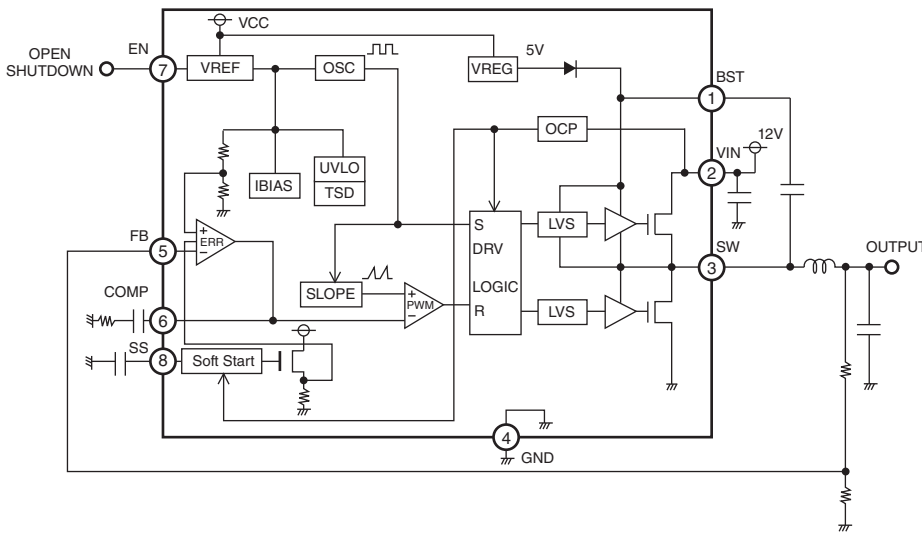 VCC
EN
OPEN
SHUTDOWN
7
VREF
OSC
VREG
5V
BST
1
OCP
12V
VIN
2
IBIAS
UVLO
TSD
FB
5
+
ERR
−
S
DRV
LOGIC
R
LVS
SW
3
OUTPUT
COMP
6
SLOPE
+
PWM
−
LVS
SS
8
Soft Start
4
GND